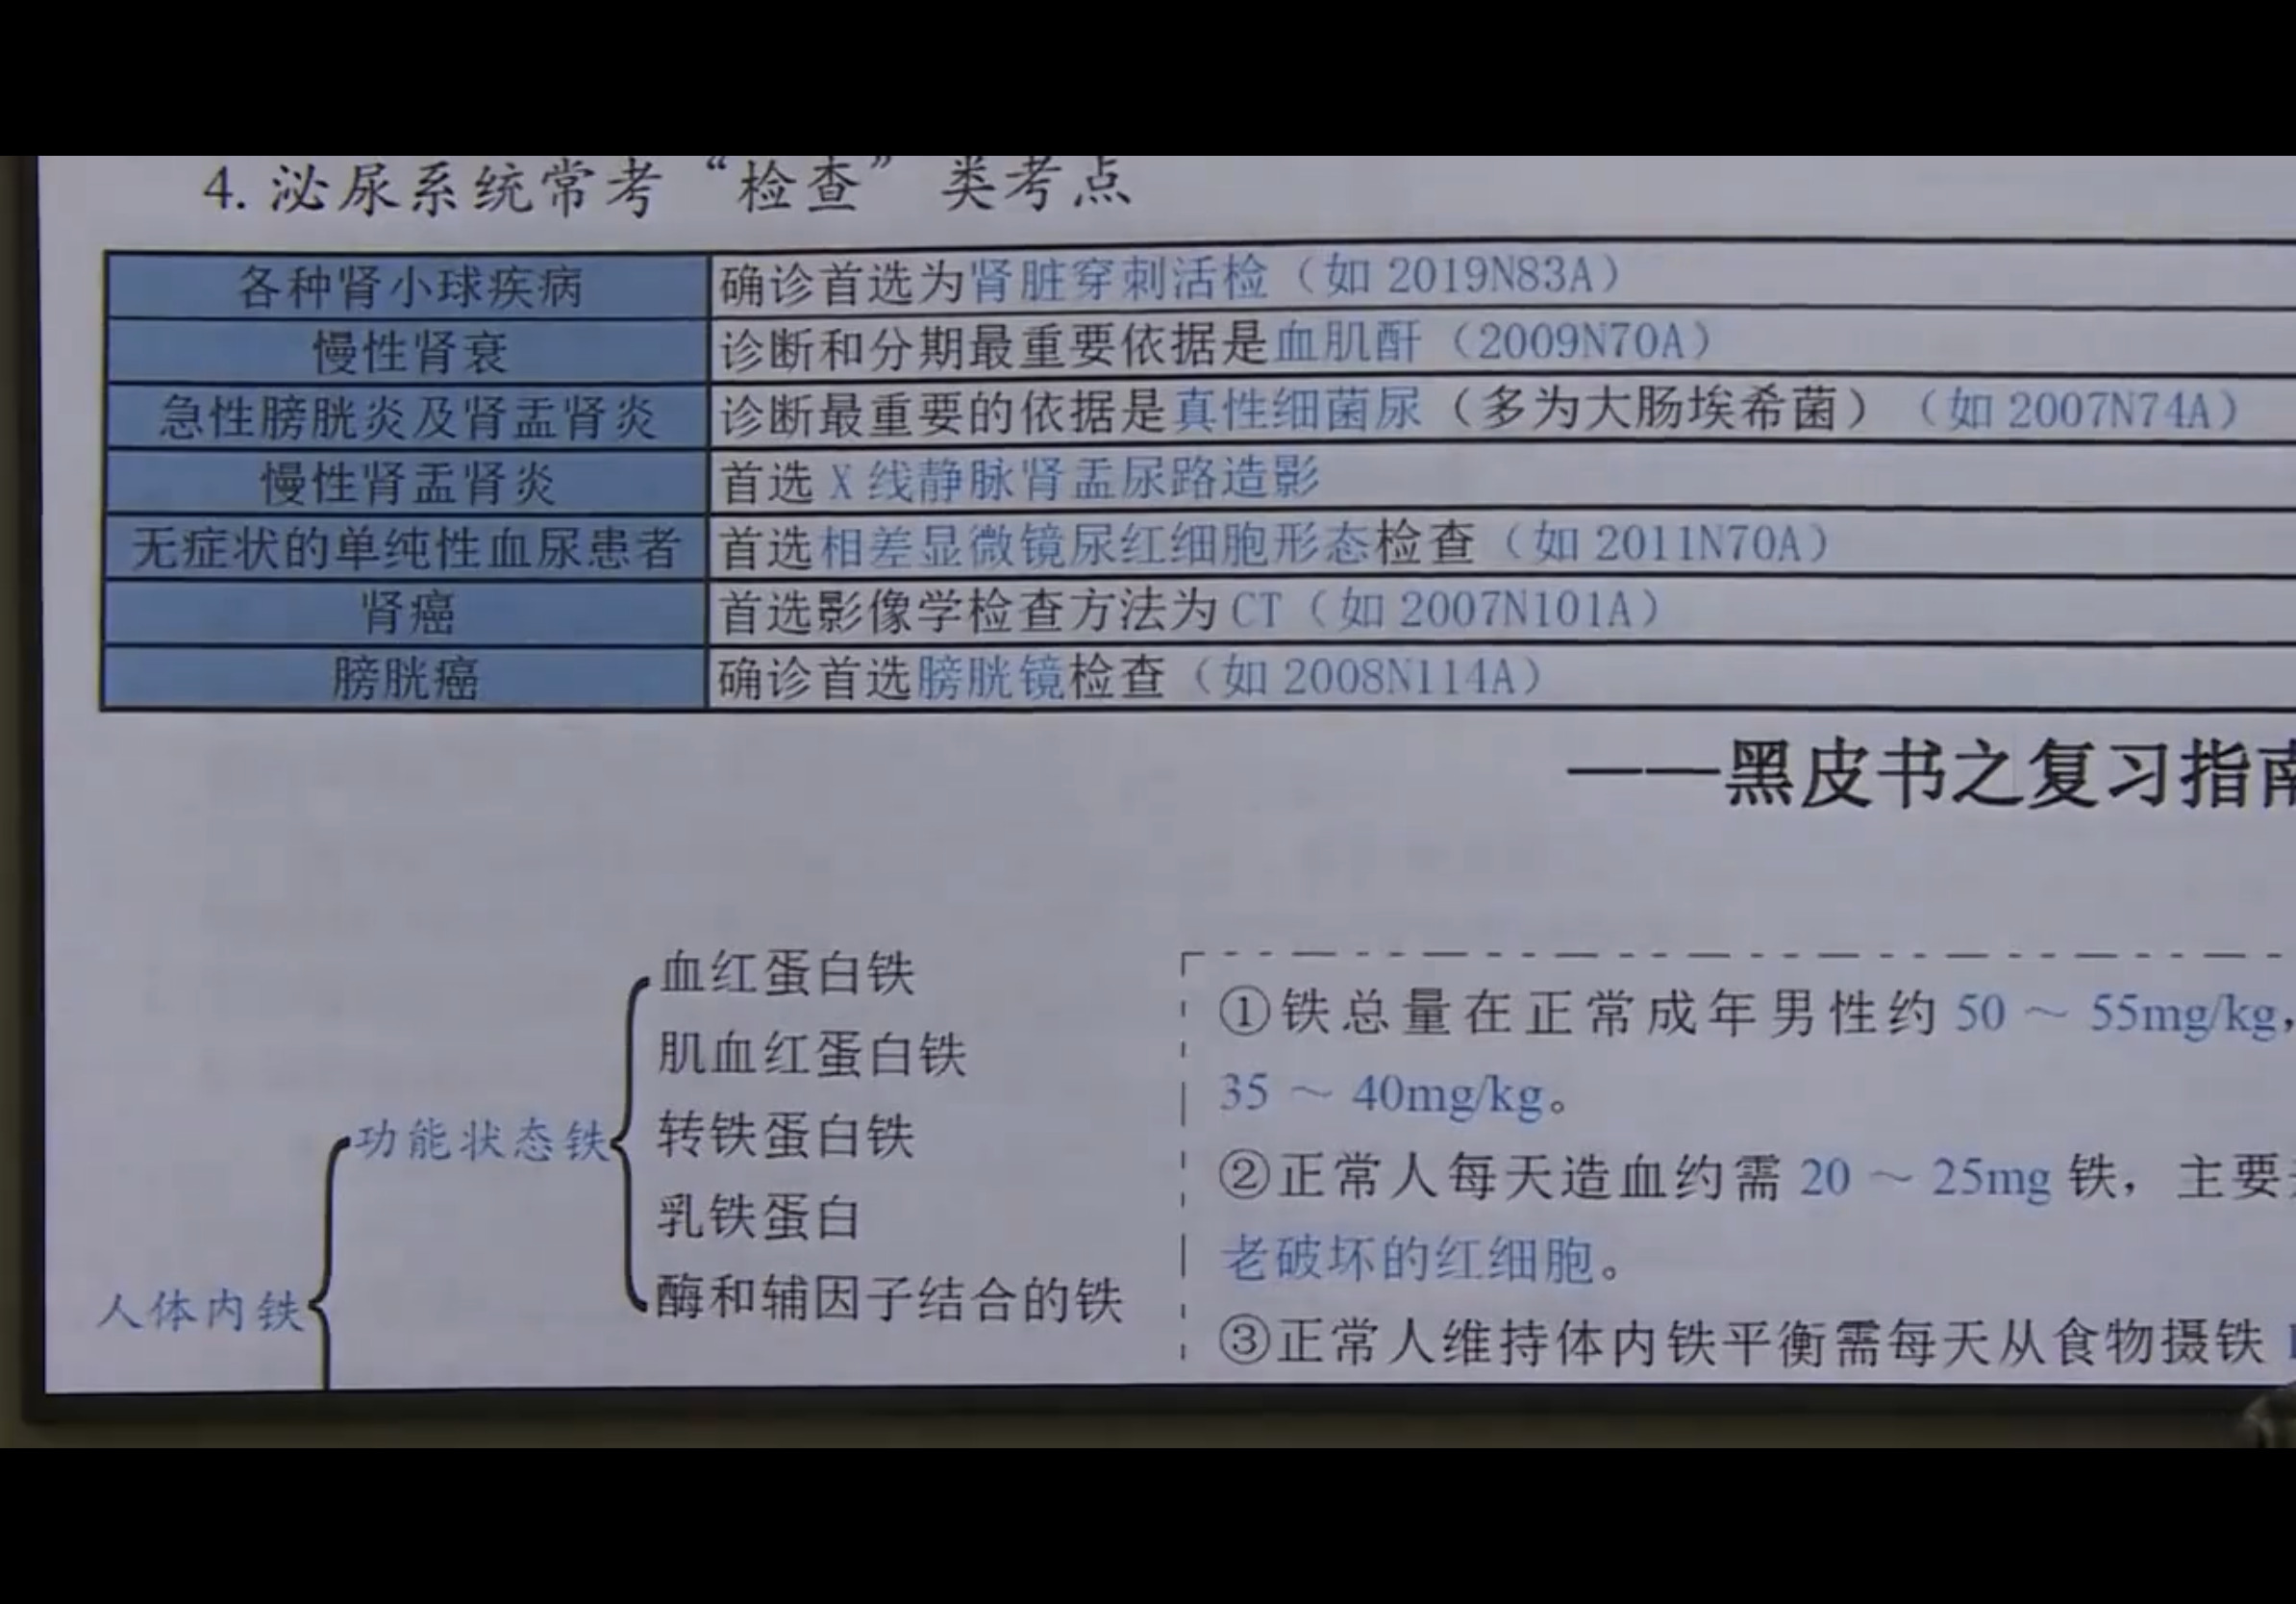 4. 泌尿系统常考“检查”类考点
各种肾小球疾病 确诊首选为肾脏穿刺活检（如 2019N83A）
慢性肾衰 诊断和分期最重要依据是血肌酐（2009N70A）
急性膀胱炎及肾盂肾炎 诊断最重要的依据是真性细菌尿（多为大肠埃希菌）（如 2007N74A）
慢性肾盂肾炎 首选 X 线静脉肾盂尿路造影
无症状的单纯性血尿患者 首选相差显微镜尿红细胞形态检查（如 2011N70A）
肾癌 首选影像学检查方法为 CT（如 2007N101A）
膀胱癌 确诊首选膀胱镜检查（如 2008N114A）
——黑皮书之复习指南
人体内铁
功能状态铁
血红蛋白铁
肌血红蛋白铁
转铁蛋白铁
乳铁蛋白
酶和辅因子结合的铁
①铁总量在正常成年男性约 50 ～ 55mg/kg，
35 ～ 40mg/kg。
②正常人每天造血约需 20 ～ 25mg 铁，主要
老破坏的红细胞。
③正常人维持体内铁平衡需每天从食物摄铁